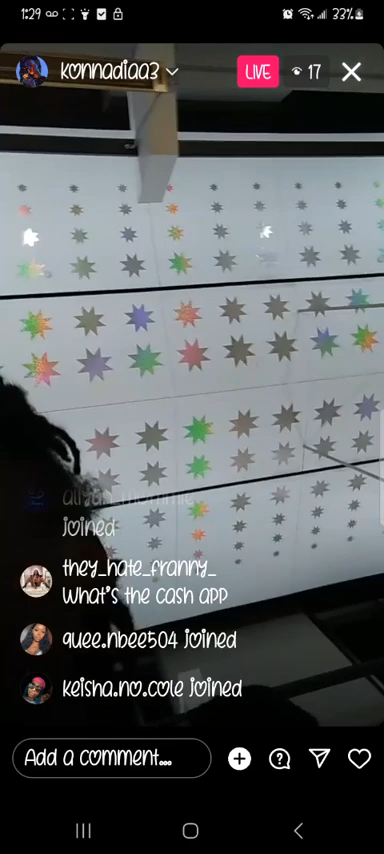 1:29
33%
konnadiaa3
LIVE
17
joined
they_hate_franny_
What's the cash app
quee.nbee504 joined
keisha.no.cole joined
Add a comment...